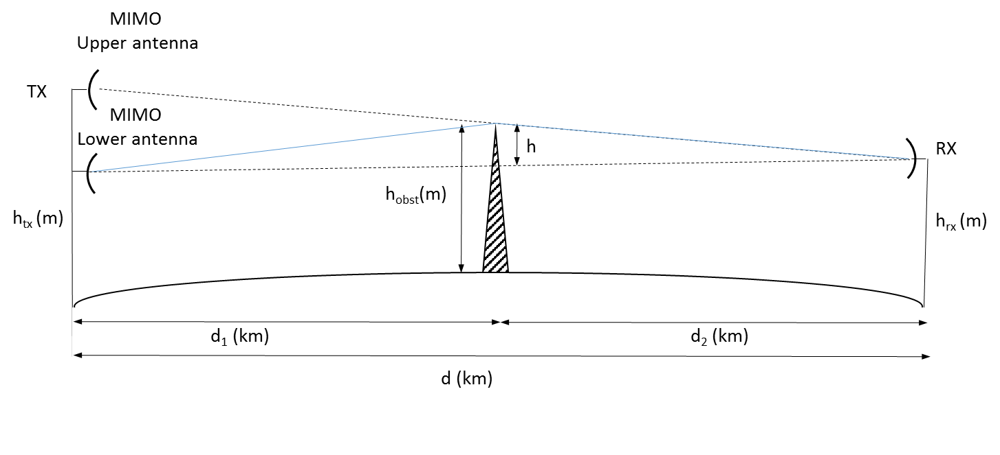 MIMO
Upper antenna
TX
MIMO
Lower antenna
RX
h
hobst(m)
htx (m)
hrx (m)
d1 (km)
d2 (km)
d (km)